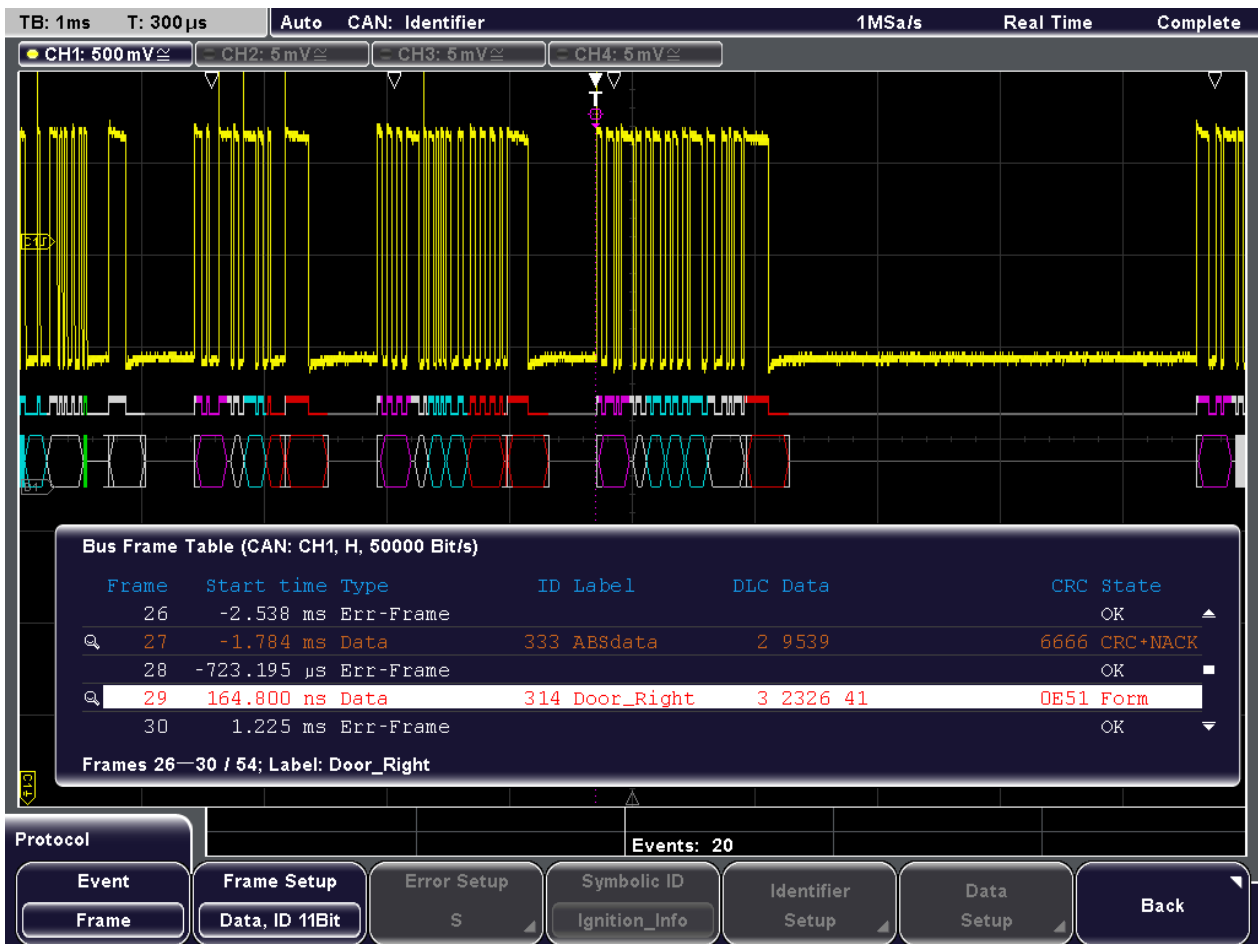 TB: 1ms T: 300µs Auto CAN: Identifier 1MSa/s Real Time Complete
CH1: 500mV≅ CH2: 5mV≅ CH3: 5mV≅ CH4: 5mV≅
T
C1
B1
Bus Frame Table (CAN: CH1, H, 50000 Bit/s)
Frame Start time Type ID Label DLC Data CRC State
26 -2.538 ms Err-Frame OK
27 -1.784 ms Data 333 ABSdata 2 9539 6666 CRC+NACK
28 -723.195 µs Err-Frame OK
29 164.800 ns Data 314 Door_Right 3 2326 41 0E51 Form
30 1.225 ms Err-Frame OK
Frames 26—30 / 54; Label: Door_Right
C1
Protocol
Events: 20
Event Frame Setup Error Setup Symbolic ID Identifier Setup Data Setup Back
Frame Data, ID 11Bit S Ignition_Info